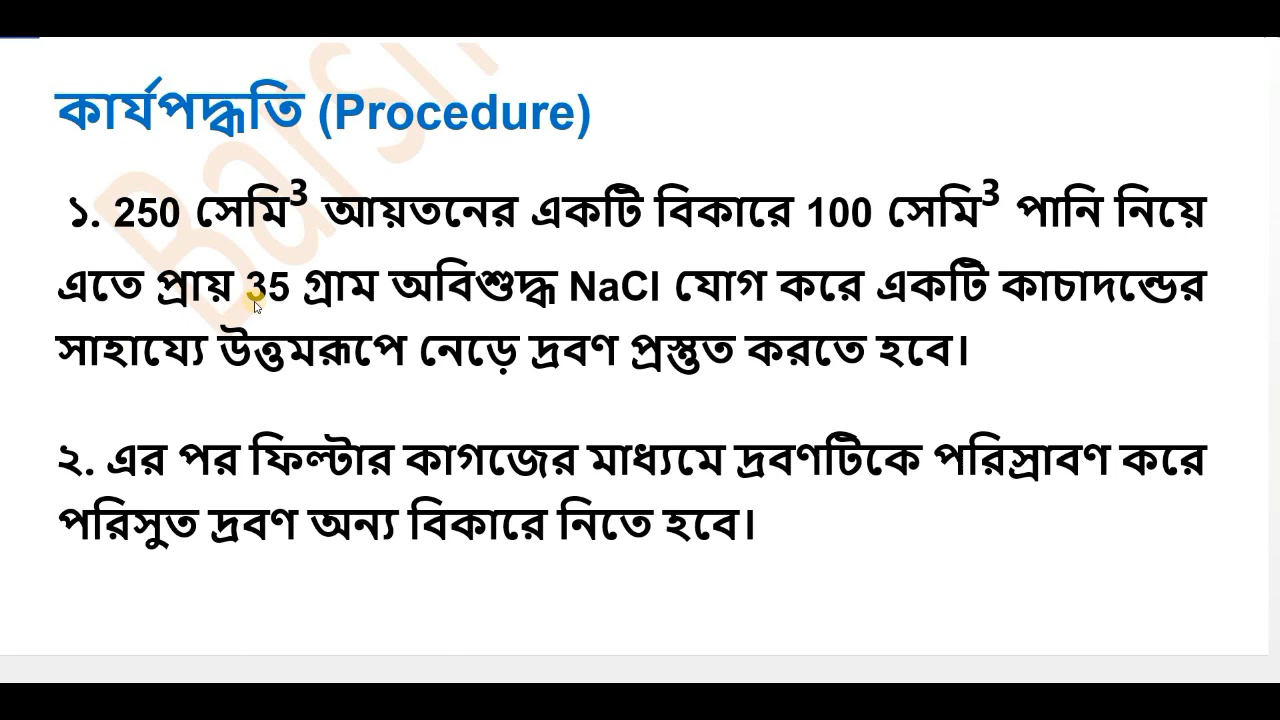 কার্যপদ্ধতি (Procedure)
১. 250 সেমি³ আয়তনের একটি বিকারে 100 সেমি³ পানি নিয়ে
এতে প্রায় 35 গ্রাম অবিশুদ্ধ NaCl যোগ করে একটি কাচাদন্ডের
সাহায্যে উত্তমরূপে নেড়ে দ্রবণ প্রস্তুত করতে হবে।
২. এর পর ফিল্টার কাগজের মাধ্যমে দ্রবণটিকে পরিস্রাবণ করে
পরিসুত দ্রবণ অন্য বিকারে নিতে হবে।